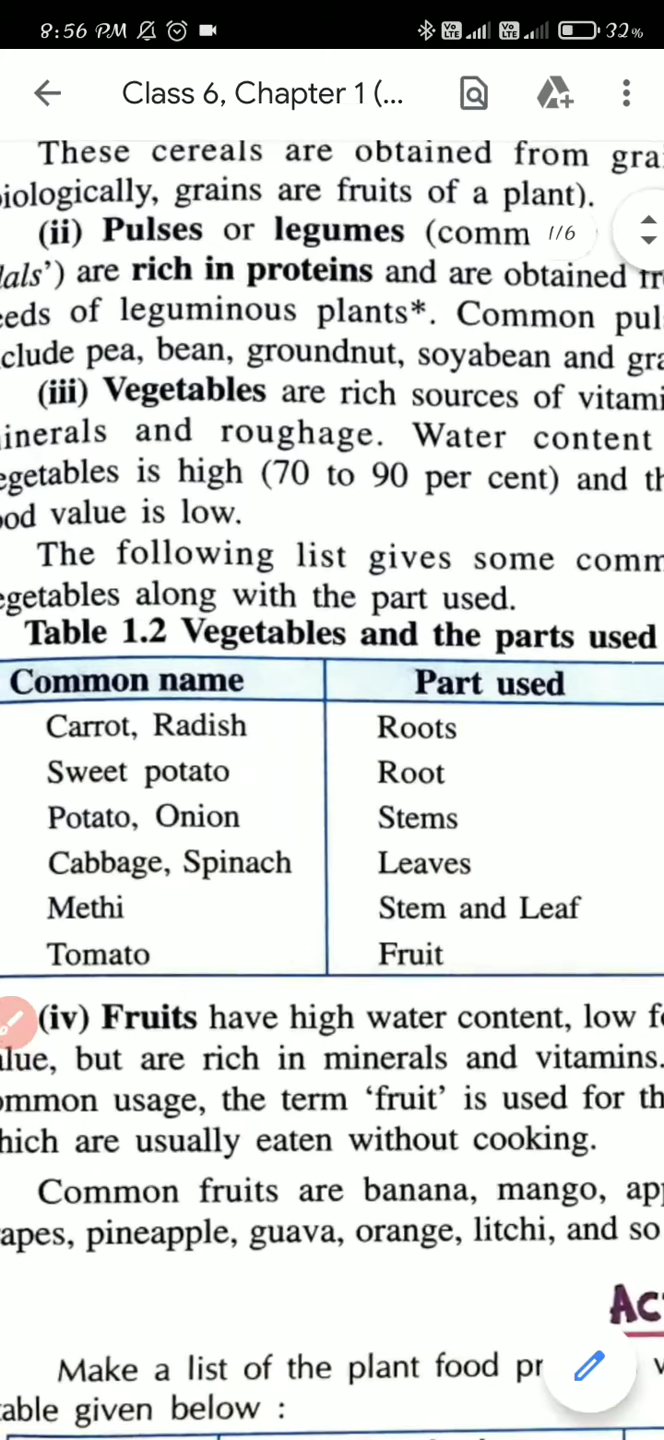 8:56 PM
Vo LTE Vo LTE 32%
Class 6, Chapter 1 (...
These cereals are obtained from gra
iologically, grains are fruits of a plant).
(ii) Pulses or legumes (comm 1/6
lals') are rich in proteins and are obtained fr
eeds of leguminous plants*. Common pul
clude pea, bean, groundnut, soyabean and gra
(iii) Vegetables are rich sources of vitami
inerals and roughage. Water content
egetables is high (70 to 90 per cent) and th
od value is low.
The following list gives some comm
egetables along with the part used.
Table 1.2 Vegetables and the parts used
Common name Part used
Carrot, Radish Roots
Sweet potato Root
Potato, Onion Stems
Cabbage, Spinach Leaves
Methi Stem and Leaf
Tomato Fruit
(iv) Fruits have high water content, low fo
lue, but are rich in minerals and vitamins.
ommon usage, the term 'fruit' is used for th
hich are usually eaten without cooking.
Common fruits are banana, mango, app
apes, pineapple, guava, orange, litchi, and so
Ac
Make a list of the plant food pr
able given below :